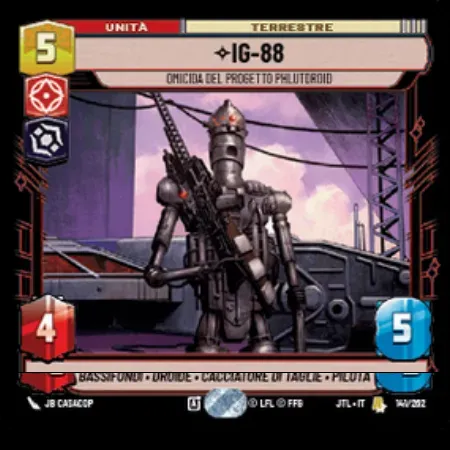 5
UNITÀ
TERRESTRE
IG-88
OMICIDA DEL PROGETTO PHLUTDROID
4
5
BASSIFONDI • DROIDE • CACCIATORE DI TAGLIE • PILOTA
JB CASACOP
Ⓒ LFL Ⓒ FFG
JTL • IT
141/262